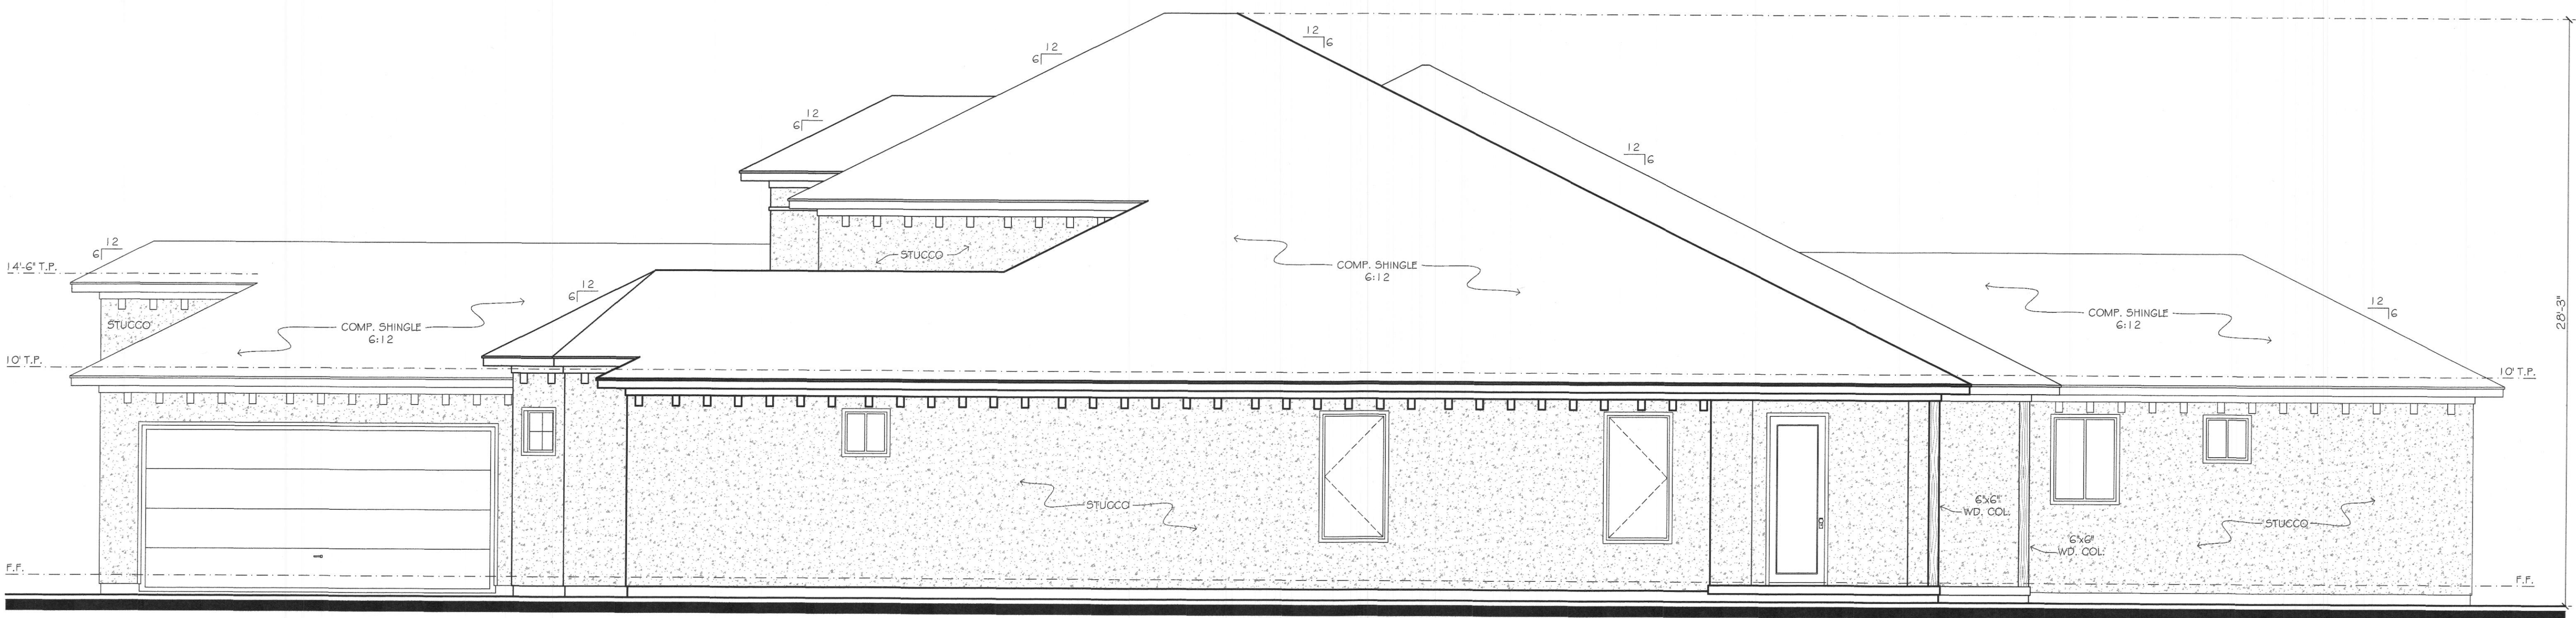 12
6
12
6
12
6
12
6
12
6
14'-6" T.P.
STUCCO
12
6
COMP. SHINGLE
6:12
12
6
STUCCO
COMP. SHINGLE
6:12
COMP. SHINGLE
6:12
12
6
28'-3"
10' T.P.
10' T.P.
STUCCO
6"x6"
WD. COL.
6"x6"
WD. COL.
STUCCO
F.F.
F.F.